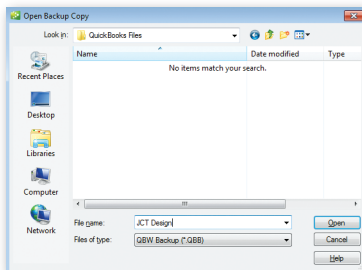 Open Backup Copy
Look in: QuickBooks Files
Name Date modified Type
No items match your search.
Recent Places
Desktop
Libraries
Computer
Network
File name: JCT Design Open
Files of type: QBW Backup (*.QBB) Cancel
Help